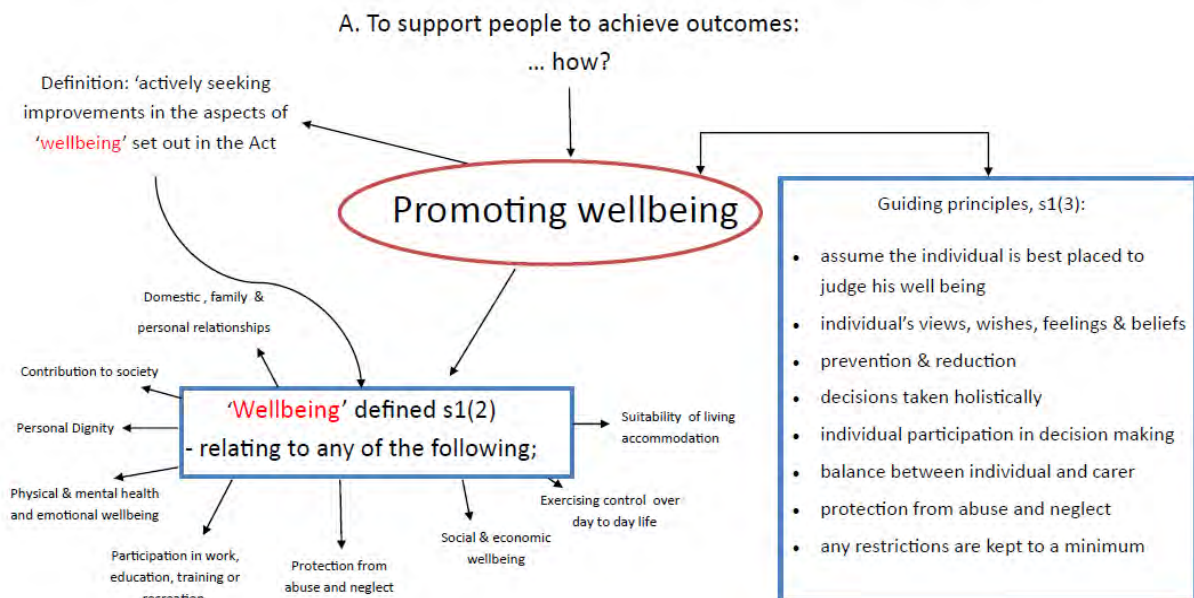 A. To support people to achieve outcomes:
... how?
Definition: 'actively seeking
improvements in the aspects of
'wellbeing' set out in the Act
Promoting wellbeing
Guiding principles, s1(3):
• assume the individual is best placed to
judge his well being
• individual's views, wishes, feelings & beliefs
• prevention & reduction
• decisions taken holistically
• individual participation in decision making
• balance between individual and carer
• protection from abuse and neglect
• any restrictions are kept to a minimum
Domestic , family &
personal relationships
Contribution to society
Personal Dignity
Physical & mental health
and emotional wellbeing
'Wellbeing' defined s1(2)
- relating to any of the following;
Suitability of living
accommodation
Exercising control over
day to day life
Social & economic
wellbeing
Protection from
abuse and neglect
Participation in work,
education, training or